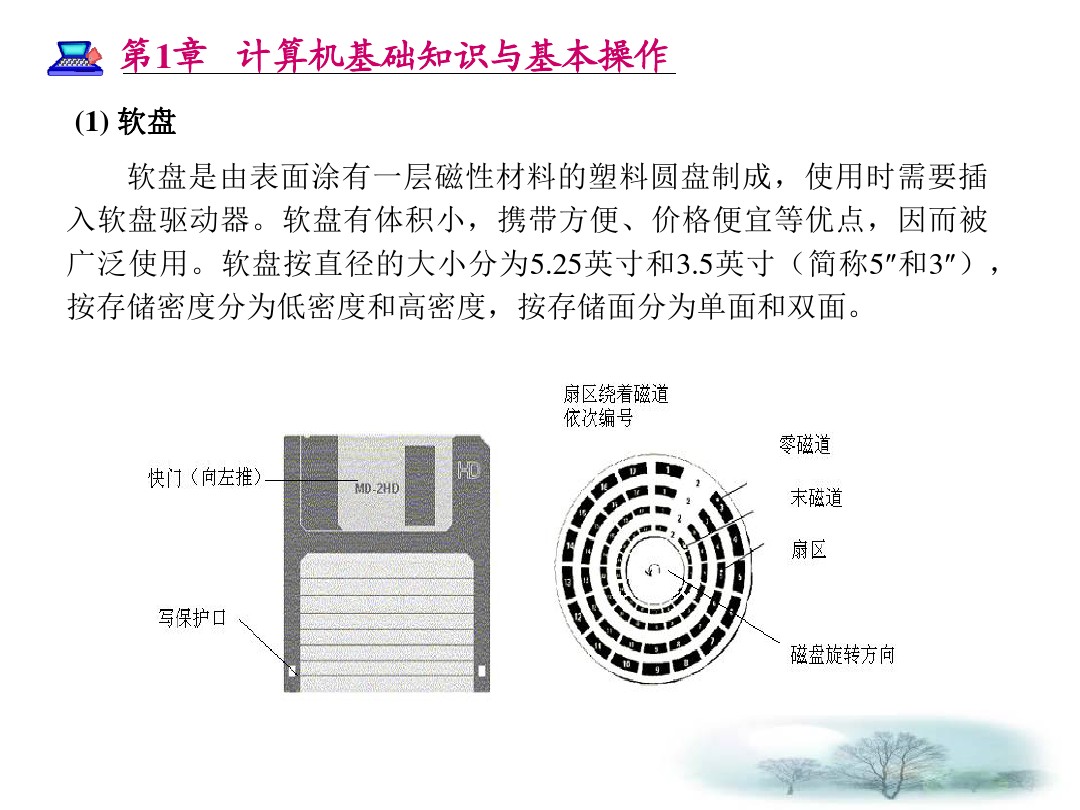 第1章 计算机基础知识与基本操作
(1) 软盘
软盘是由表面涂有一层磁性材料的塑料圆盘制成，使用时需要插
入软盘驱动器。软盘有体积小，携带方便、价格便宜等优点，因而被
广泛使用。软盘按直径的大小分为5.25英寸和3.5英寸（简称5″和3″），
按存储密度分为低密度和高密度，按存储面分为单面和双面。
扇区绕着磁道
依次编号
零磁道
快门（向左推）
HD
MD-2HD
末磁道
扇区
写保护口
磁盘旋转方向